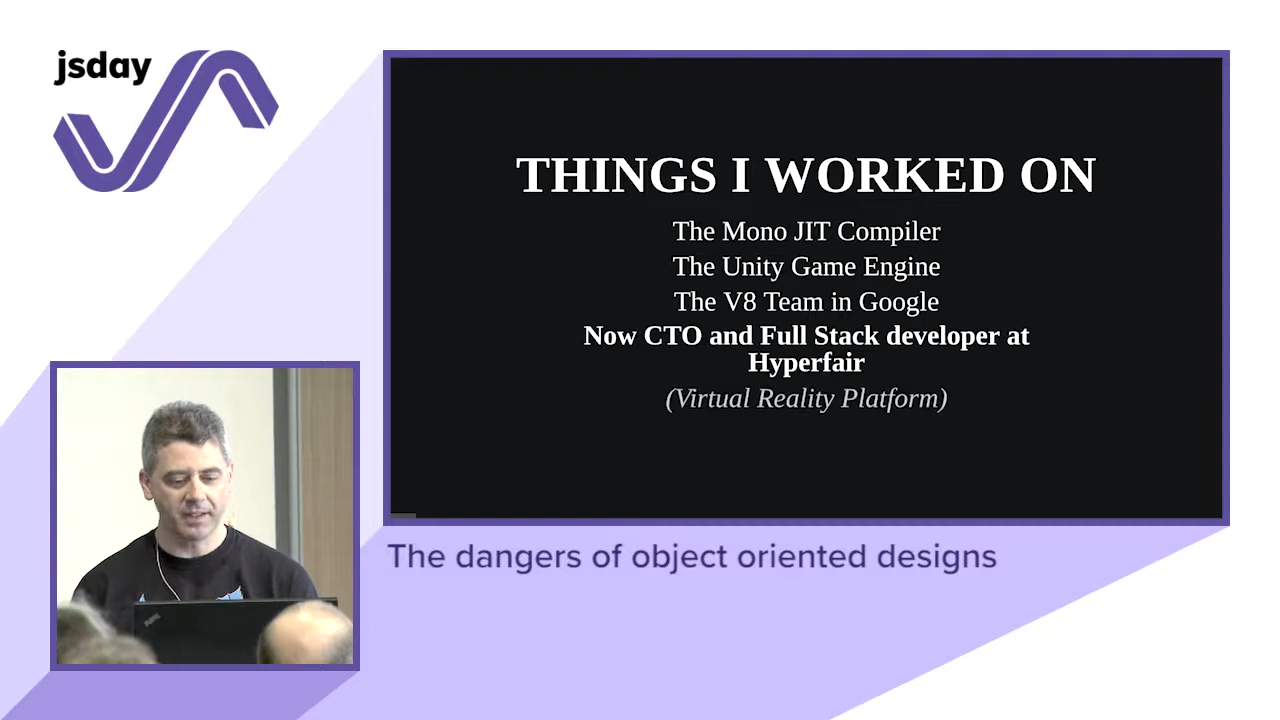 jsday
THINGS I WORKED ON
The Mono JIT Compiler
The Unity Game Engine
The V8 Team in Google
Now CTO and Full Stack developer at
Hyperfair
(Virtual Reality Platform)
The dangers of object oriented designs